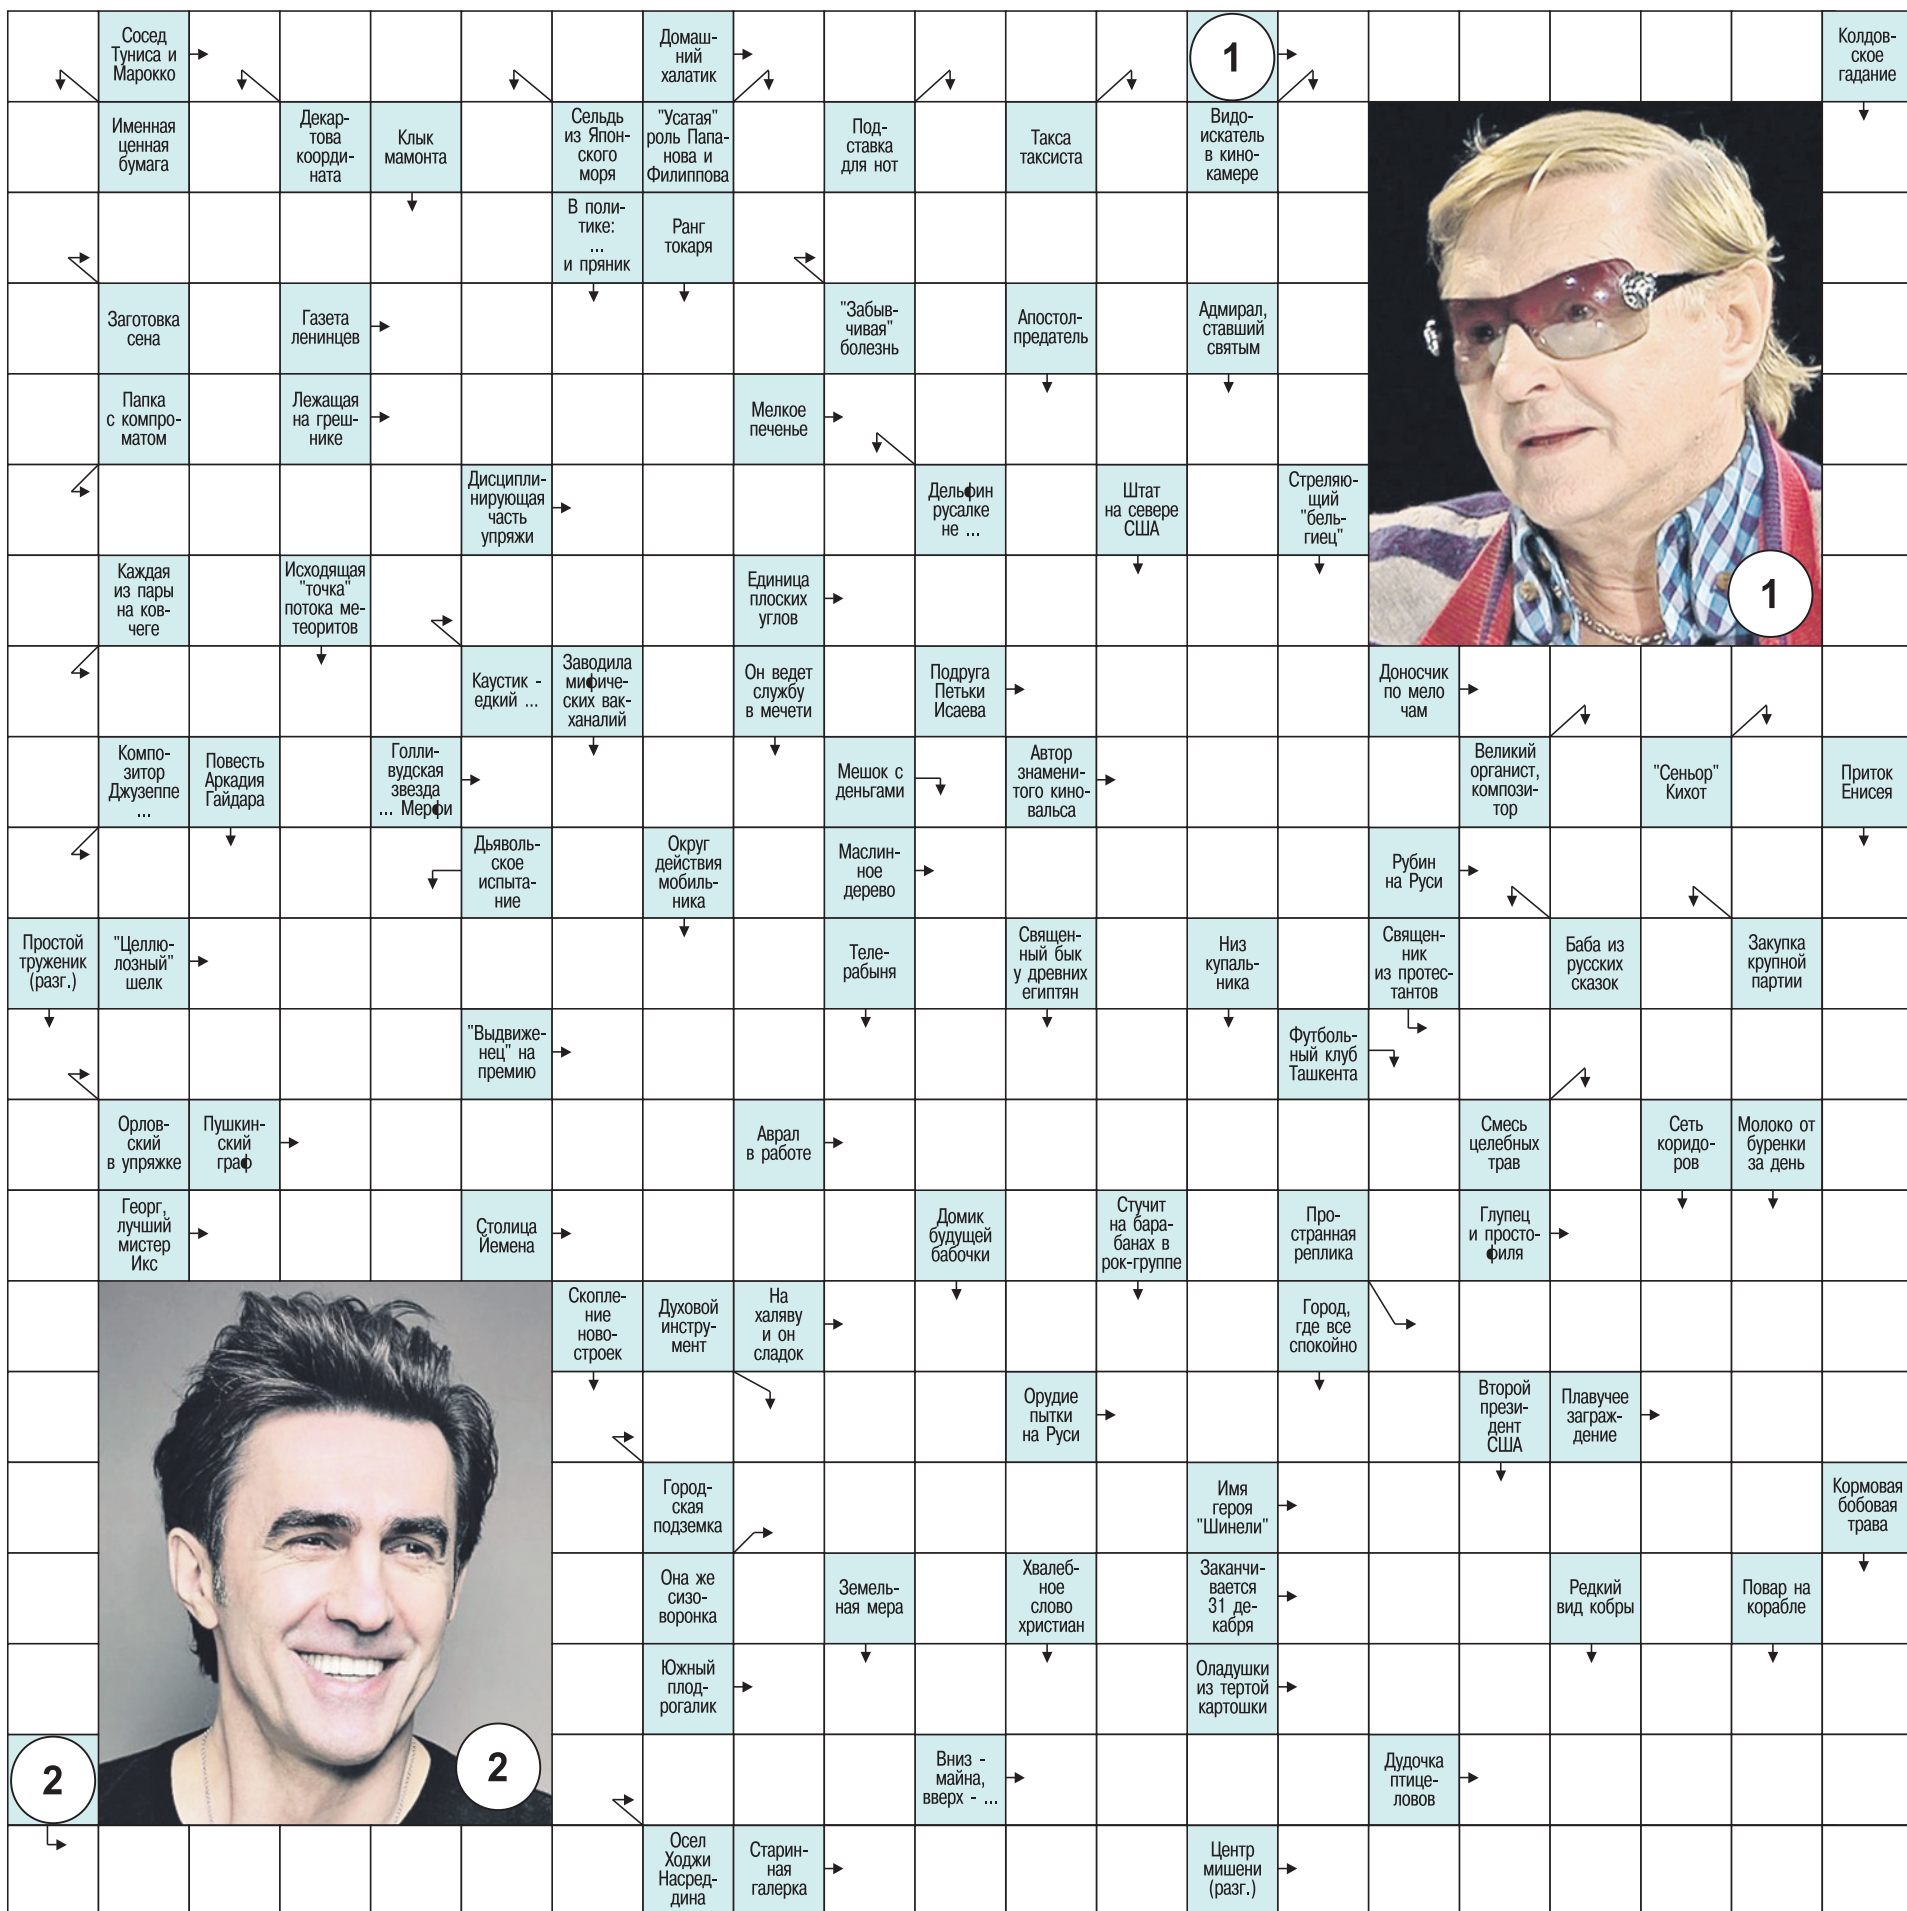 Сосед
Туниса и
Марокко
Домаш-
ний
халатик
1
Колдов-
ское
гадание
Именная
ценная
бумага
Декар-
това
коорди-
ната
Клык
мамонта
Сельдь
из Япон-
ского
моря
"Усатая"
роль Папа-
нова и
Филиппова
Под-
ставка
для нот
Такса
таксиста
Видо-
искатель
в кино-
камере
В поли-
тике:
...
и пряник
Ранг
токаря
Заготовка
сена
Газета
ленинцев
"Забыв-
чивая"
болезнь
Апостол-
предатель
Адмирал,
ставший
святым
Папка
с компро-
матом
Лежащая
на греш-
нике
Мелкое
печенье
Дисципли-
нирующая
часть
упряжи
Дельфин
русалке
не ...
Штат
на севере
США
Стреляю-
щий
"бель-
гиец"
Каждая
из пары
на ков-
чеге
Исходящая
"точка"
потока ме-
теоритов
Единица
плоских
углов
1
Каустик -
едкий ...
Заводила
мифиче-
ских вак-
ханалий
Он ведет
службу
в мечети
Подруга
Петьки
Исаева
Доносчик
по мело
чам
Компо-
зитор
Джузеппе
...
Повесть
Аркадия
Гайдара
Голли-
вудская
звезда
... Мерфи
Мешок с
деньгами
Автор
знамени-
того кино-
вальса
Великий
органист,
компози-
тор
"Сеньор"
Кихот
Приток
Енисея
Дьяволь-
ское
испыта-
ние
Округ
действия
мобиль-
ника
Маслин-
ное
дерево
Рубин
на Руси
Простой
труженик
(разг.)
"Целлю-
лозный"
шелк
Теле-
рабыня
Священ-
ный бык
у древних
египтян
Низ
купаль-
ника
Священ-
ник
из протес-
тантов
Баба из
русских
сказок
Закупка
крупной
партии
"Выдвиже-
нец" на
премию
Футболь-
ный клуб
Ташкента
Орлов-
ский
в упряжке
Пушкин-
ский
граф
Аврал
в работе
Смесь
целебных
трав
Сеть
коридо-
ров
Молоко от
буренки
за день
Георг,
лучший
мистер
Икс
Столица
Йемена
Домик
будущей
бабочки
Стучит
на бара-
банах в
рок-группе
Про-
странная
реплика
Глупец
и просто-
филя
Скопле-
ние
ново-
строек
Духовой
инстру-
мент
На
халяву
и он
сладок
Город,
где все
спокойно
Орудие
пытки
на Руси
Второй
прези-
дент
США
Плавучее
заграж-
дение
Город-
ская
подземка
Имя
героя
"Шинели"
Кормовая
бобовая
трава
Она же
сизо-
воронка
Земель-
ная мера
Хвалеб-
ное
слово
христиан
Заканчи-
вается
31 де-
кабря
Редкий
вид кобры
Повар на
корабле
Южный
плод-
рогалик
Оладушки
из тертой
картошки
2
2
Вниз -
майна,
вверх - ...
Дудочка
птице-
ловов
Осел
Ходжи
Насред-
дина
Старин-
ная
галерка
Центр
мишени
(разг.)